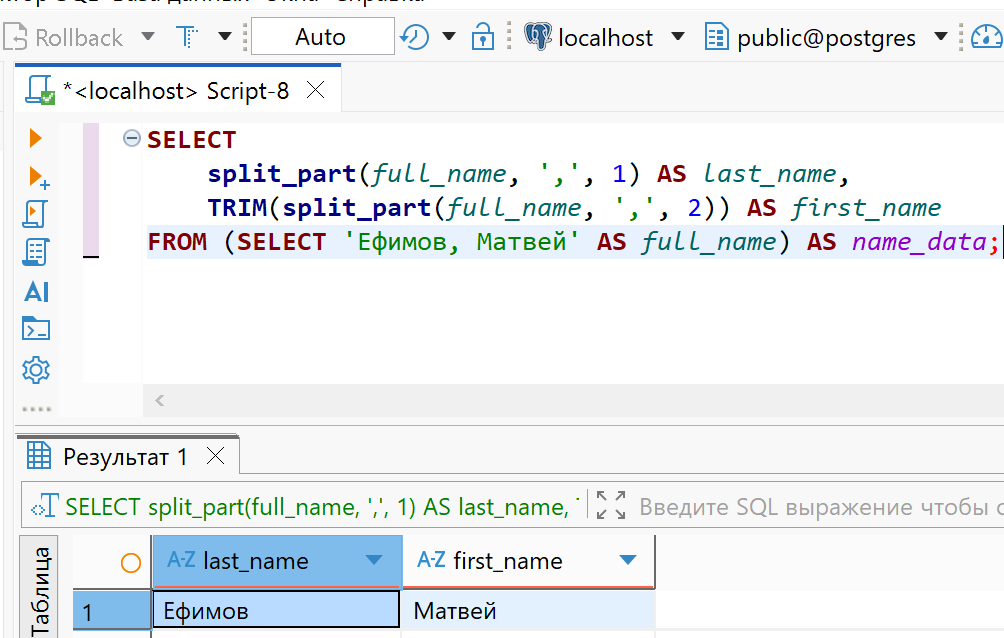 Rollback Auto localhost public@postgres
*<localhost> Script-8
SELECT
split_part(full_name, ',', 1) AS last_name,
TRIM(split_part(full_name, ',', 2)) AS first_name
FROM (SELECT 'Ефимов, Матвей' AS full_name) AS name_data;
AI
Результат 1
SELECT split_part(full_name, ',', 1) AS last_name, Введите SQL выражение чтобы
Таблица
A-Z last_name A-Z first_name
1 Ефимов Матвей